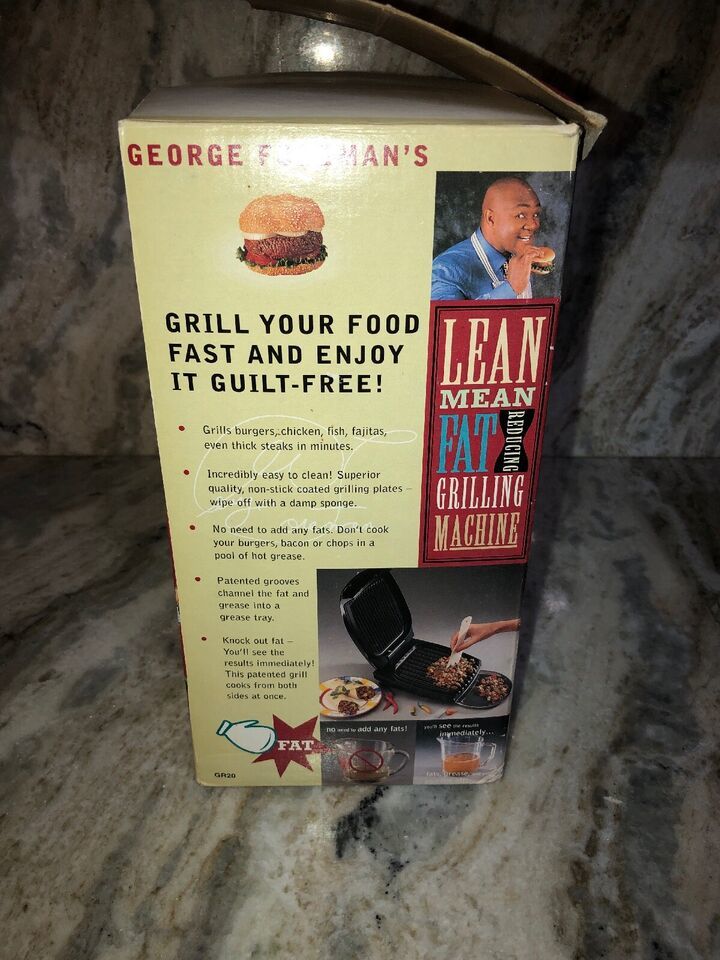 GEORGE FOREMAN'S
GRILL YOUR FOOD
FAST AND ENJOY
IT GUILT-FREE!
• Grills burgers, chicken, fish, fajitas,
even thick steaks in minutes.
• Incredibly easy to clean! Superior
quality, non-stick coated grilling plates –
wipe off with a damp sponge.
• No need to add any fats. Don't cook
your burgers, bacon or chops in a
pool of hot grease.
• Patented grooves
channel the fat and
grease into a
grease tray.
• Knock out fat –
You'll see the
results immediately!
This patented grill
cooks from both
sides at once.
FAT
GR20
LEAN
MEAN
FAT
REDUCING
GRILLING
MACHINE
no need to add any fats!
you'll see the results
immediately...
fats, grease,